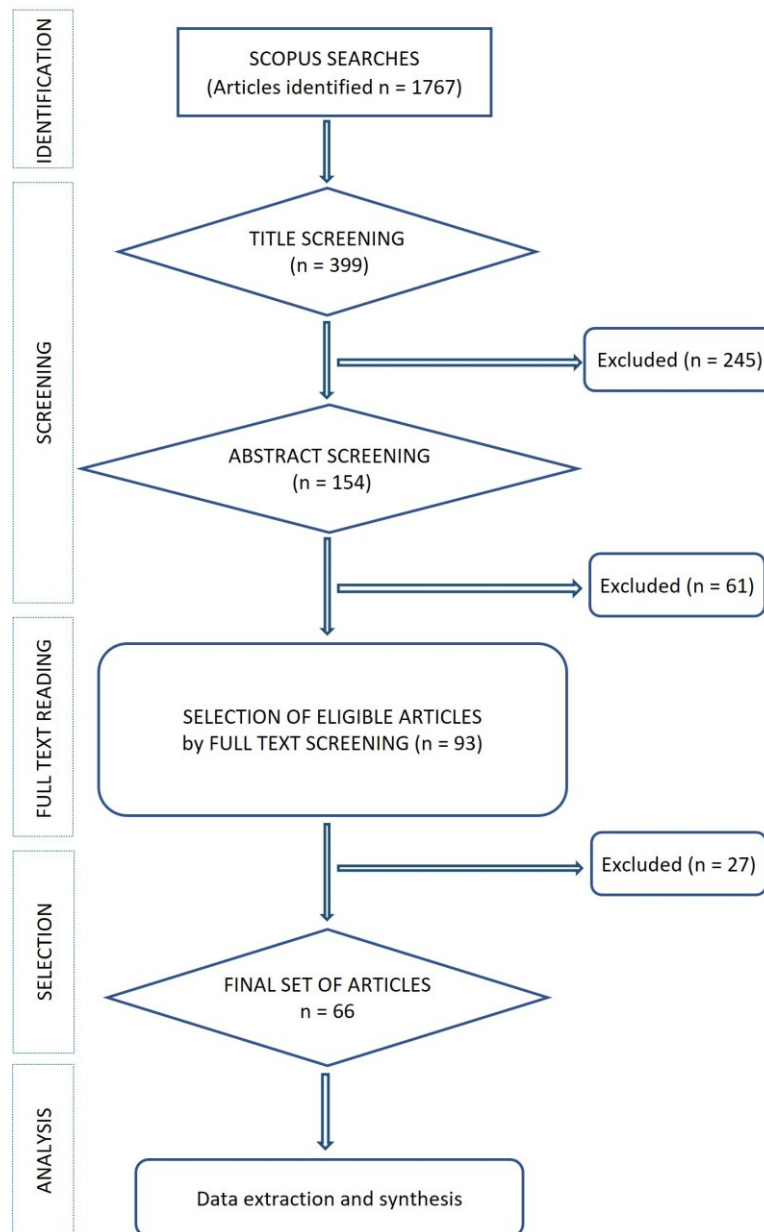 IDENTIFICATION
SCOPUS SEARCHES
(Articles identified n = 1767)
SCREENING
TITLE SCREENING
(n = 399)
Excluded (n = 245)
ABSTRACT SCREENING
(n = 154)
Excluded (n = 61)
FULL TEXT READING
SELECTION OF ELIGIBLE ARTICLES
by FULL TEXT SCREENING (n = 93)
Excluded (n = 27)
SELECTION
FINAL SET OF ARTICLES
n = 66
ANALYSIS
Data extraction and synthesis